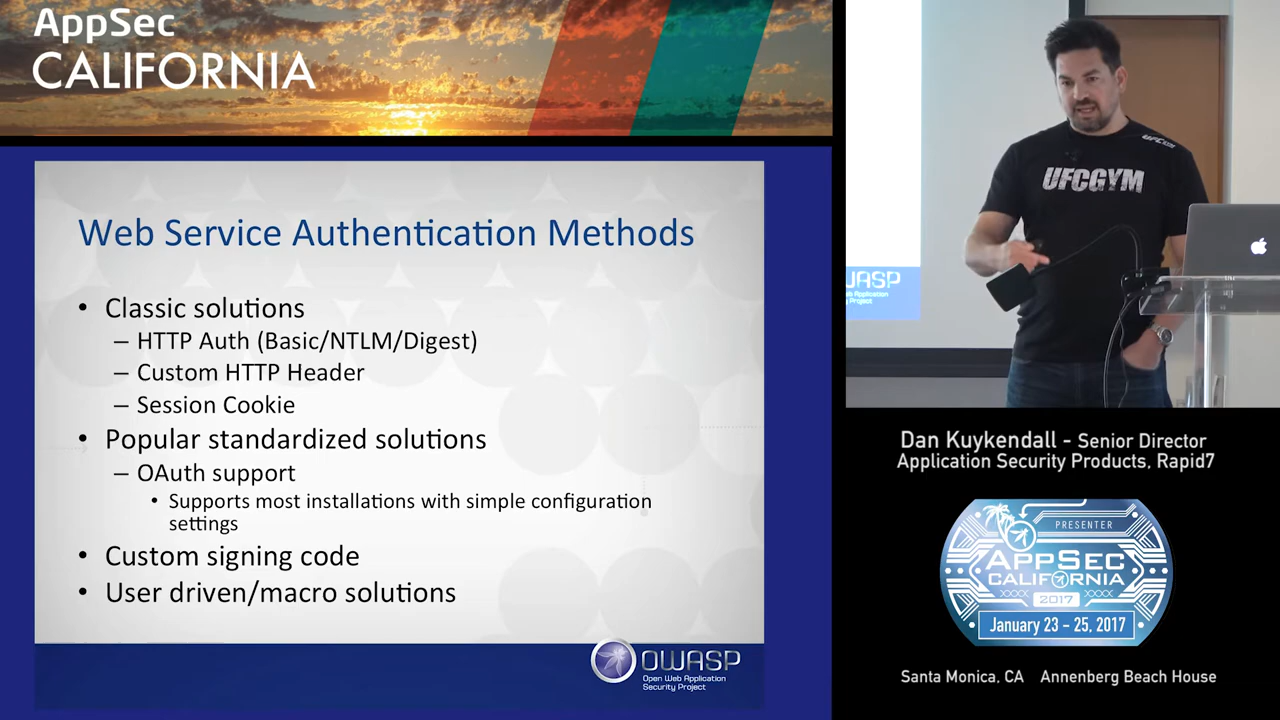 AppSec
CALIFORNIA
Web Service Authentication Methods
• Classic solutions
– HTTP Auth (Basic/NTLM/Digest)
– Custom HTTP Header
– Session Cookie
• Popular standardized solutions
– OAuth support
• Supports most installations with simple configuration
settings
• Custom signing code
• User driven/macro solutions
OWASP
Open Web Application
Security Project
UFCGYM
Dan Kuykendall - Senior Director
Application Security Products, Rapid7
PRESENTER
APPSEC
CALIFORNIA
2017
January 23 - 25, 2017
Santa Monica, CA Annenberg Beach House